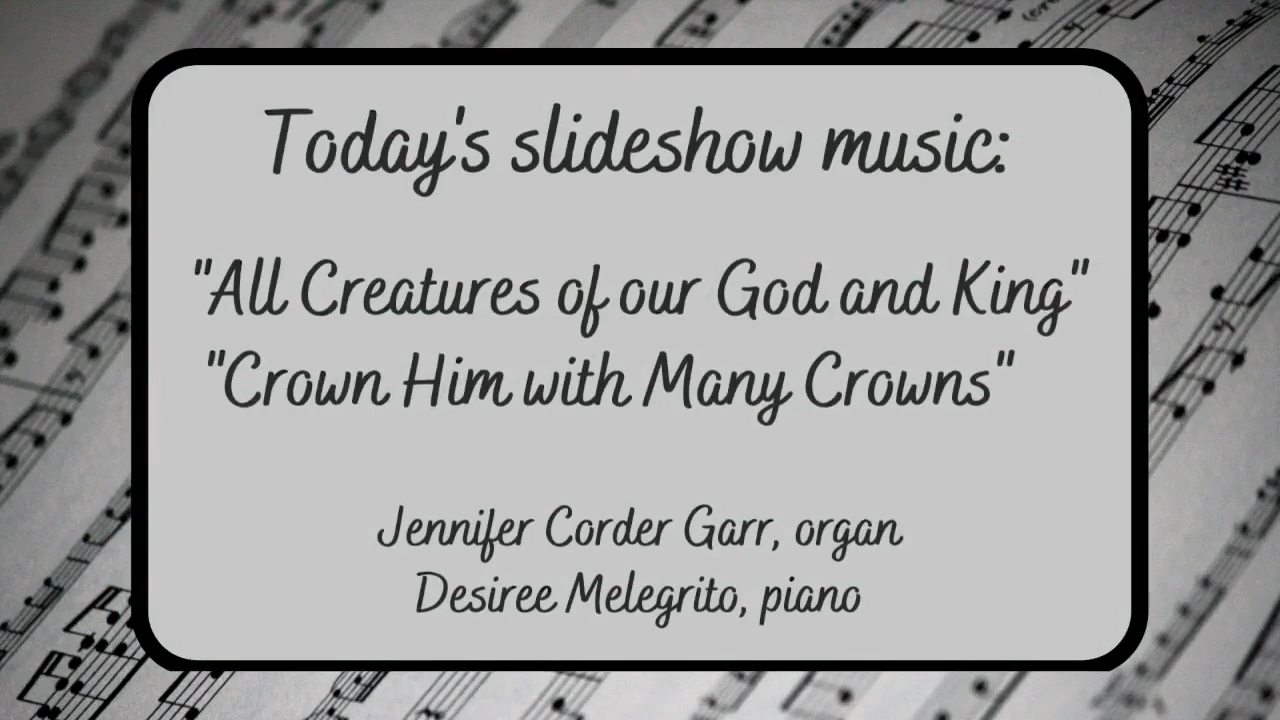 Today's slideshow music:
"All Creatures of our God and King"
"Crown Him with Many Crowns"
Jennifer Corder Garr, organ
Desiree Melegrito, piano